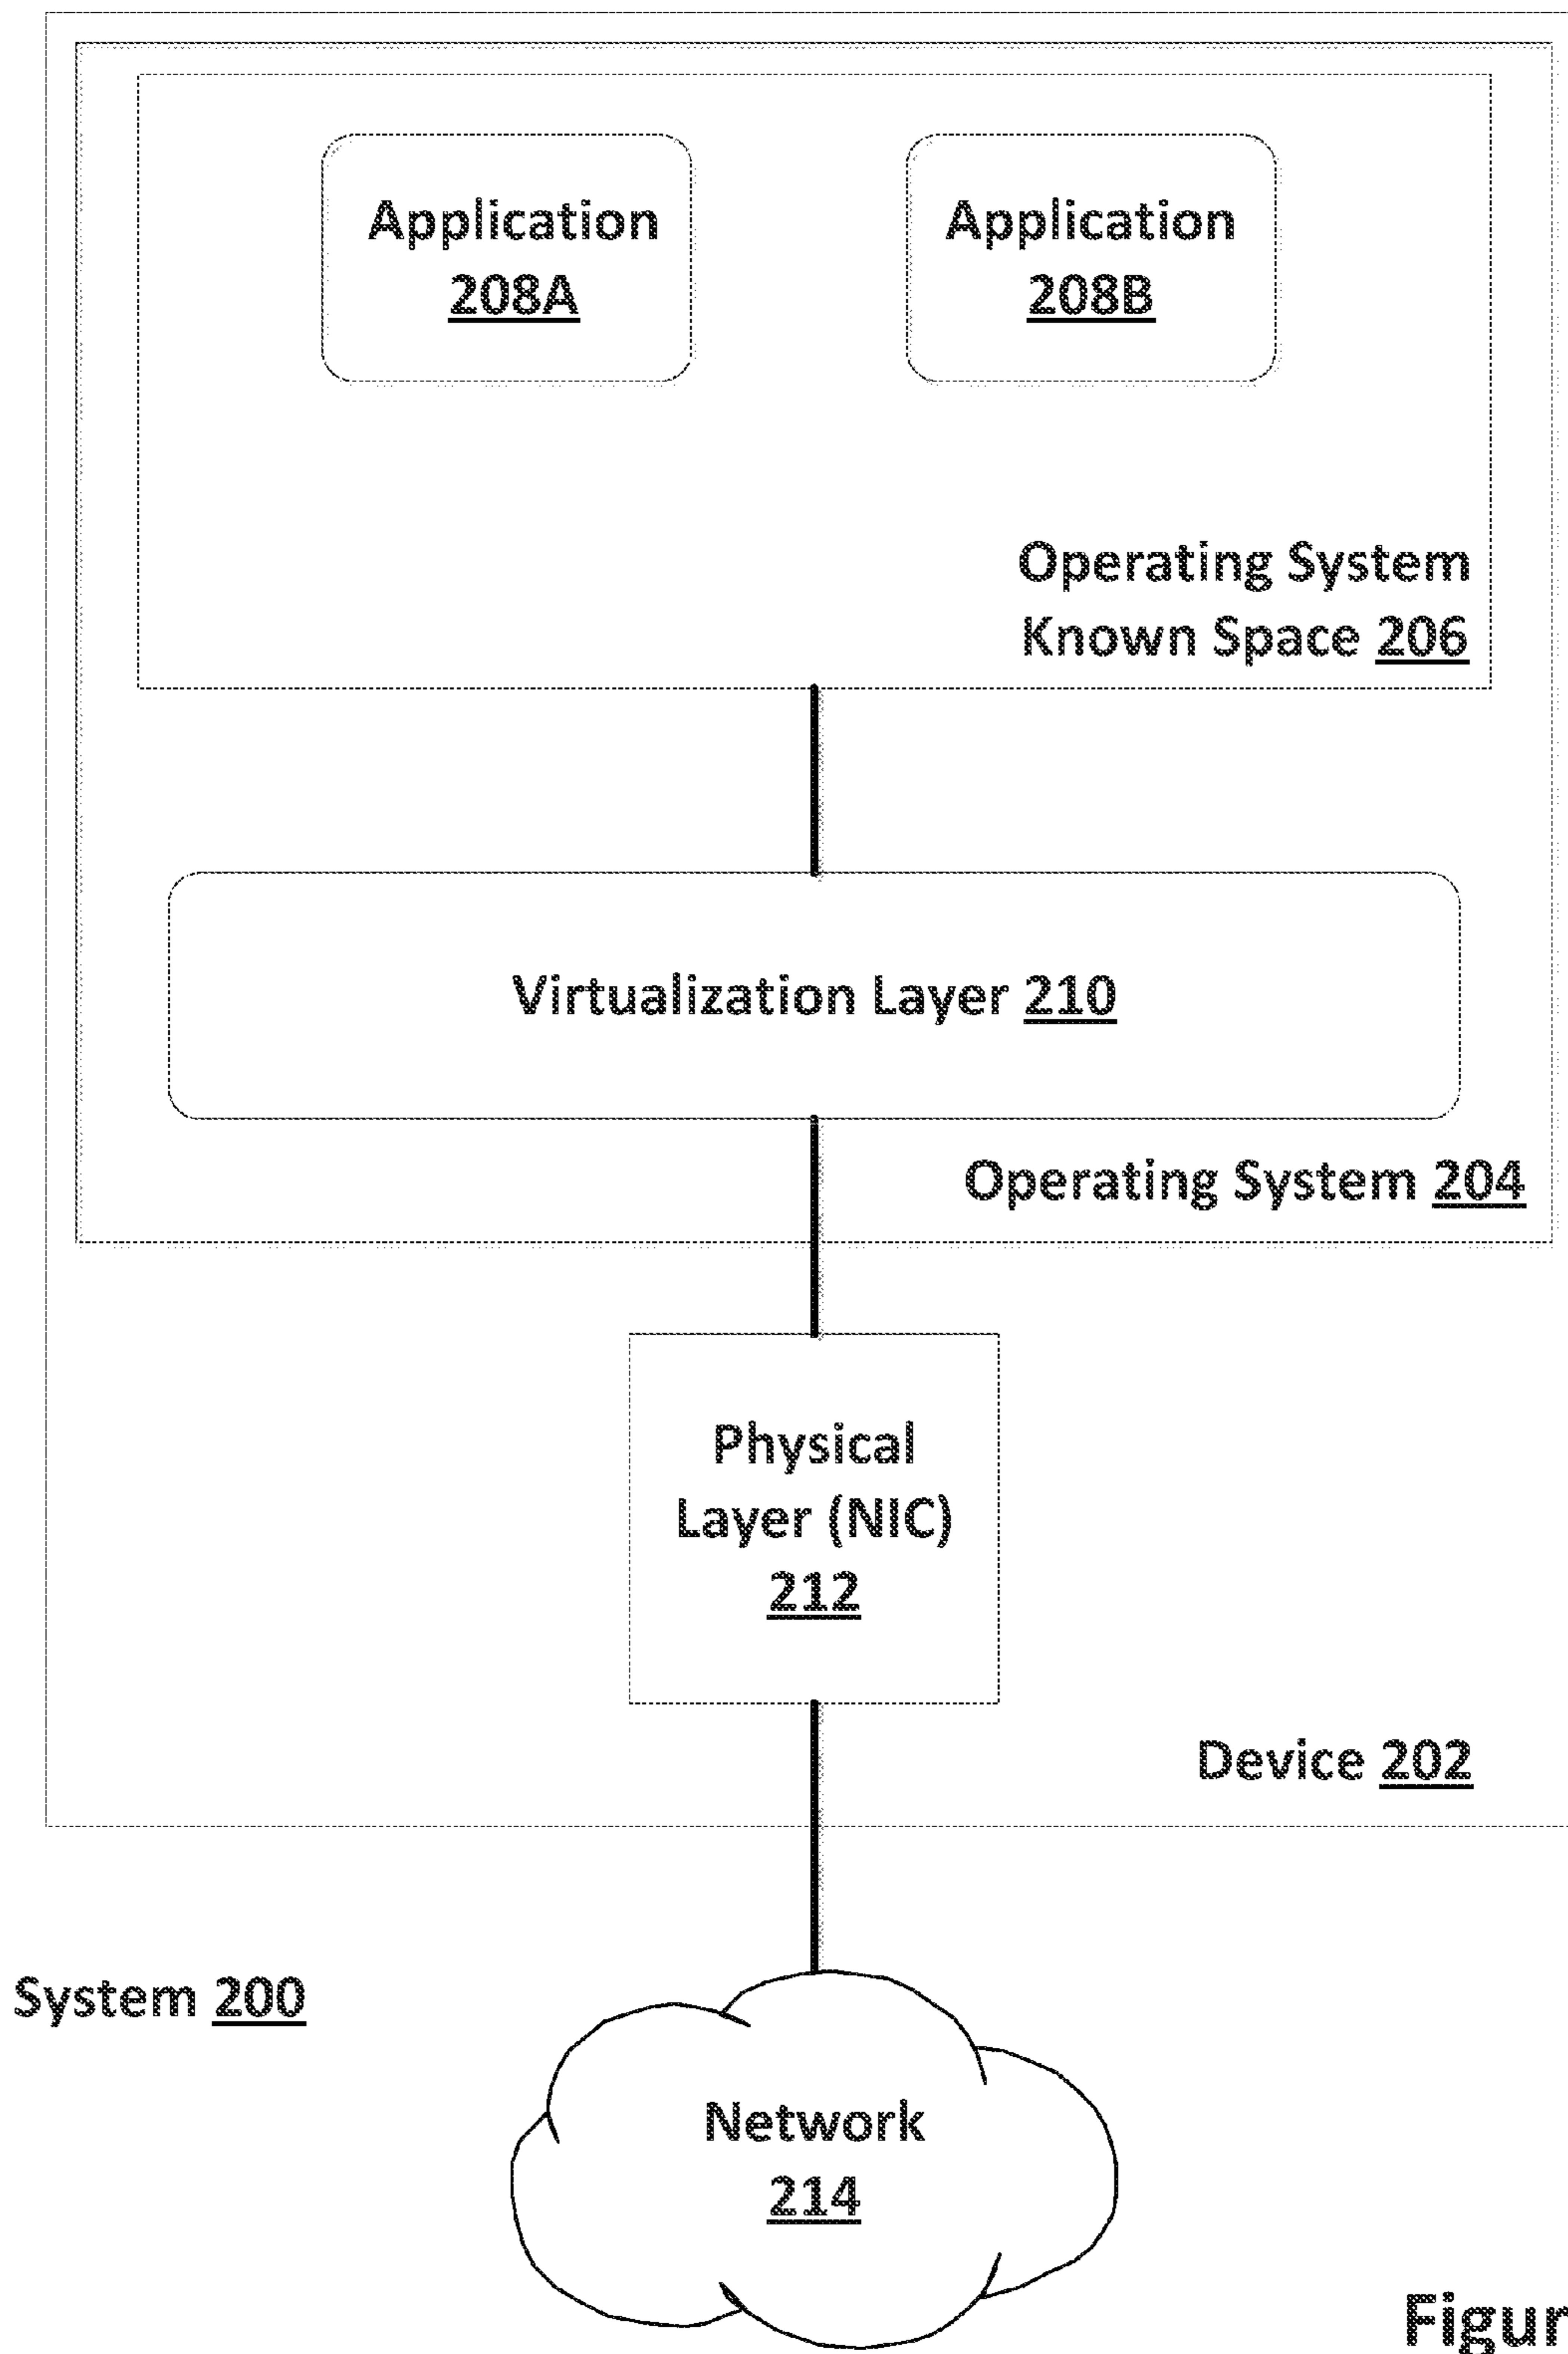 Application
208A
Application
208B
Operating System
Known Space 206
Virtualization Layer 210
Operating System 204
Physical
Layer (NIC)
212
Device 202
System 200
Network
214
Figur